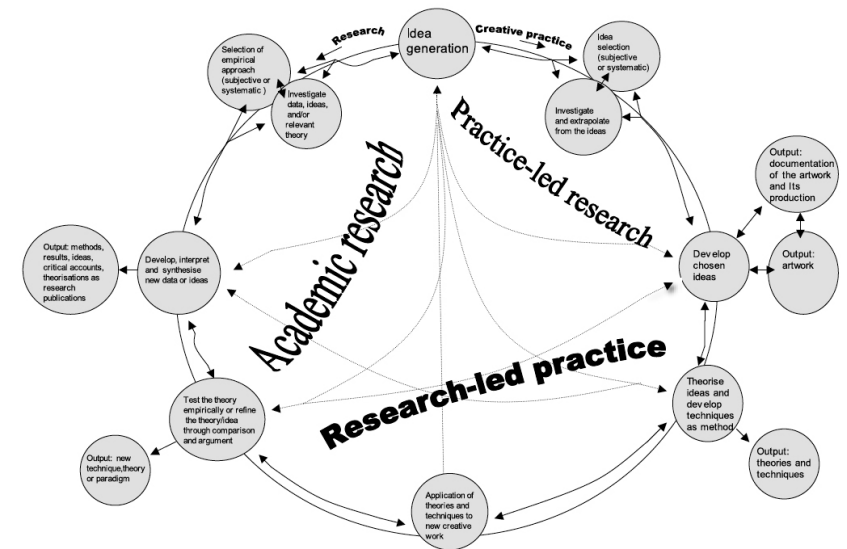 Research
Creative practice
Idea
generation
Selection of
empirical
approach
(subjective or
systematic )
Investigate
data, ideas,
and/or
relevant
theory
Idea
selection
(subjective
or systematic)
Investigate
and extrapolate
from the ideas
Academic research
Practice-led research
Research-led practice
Output:
documentation
of the artwork
and Its
production
Output:
artwork
Develop
chosen
ideas
Output: methods,
results, ideas,
critical accounts,
theorisations as
research
publications
Develop, interpret
and synthesise
new data or ideas
Test the theory
empirically or refine
the theory/idea
through comparison
and argument
Theorise
ideas and
develop
techniques
as method
Output: new
technique,theory
or paradigm
Output:
theories and
techniques
Application of
theories and
techniques to
new creative
work